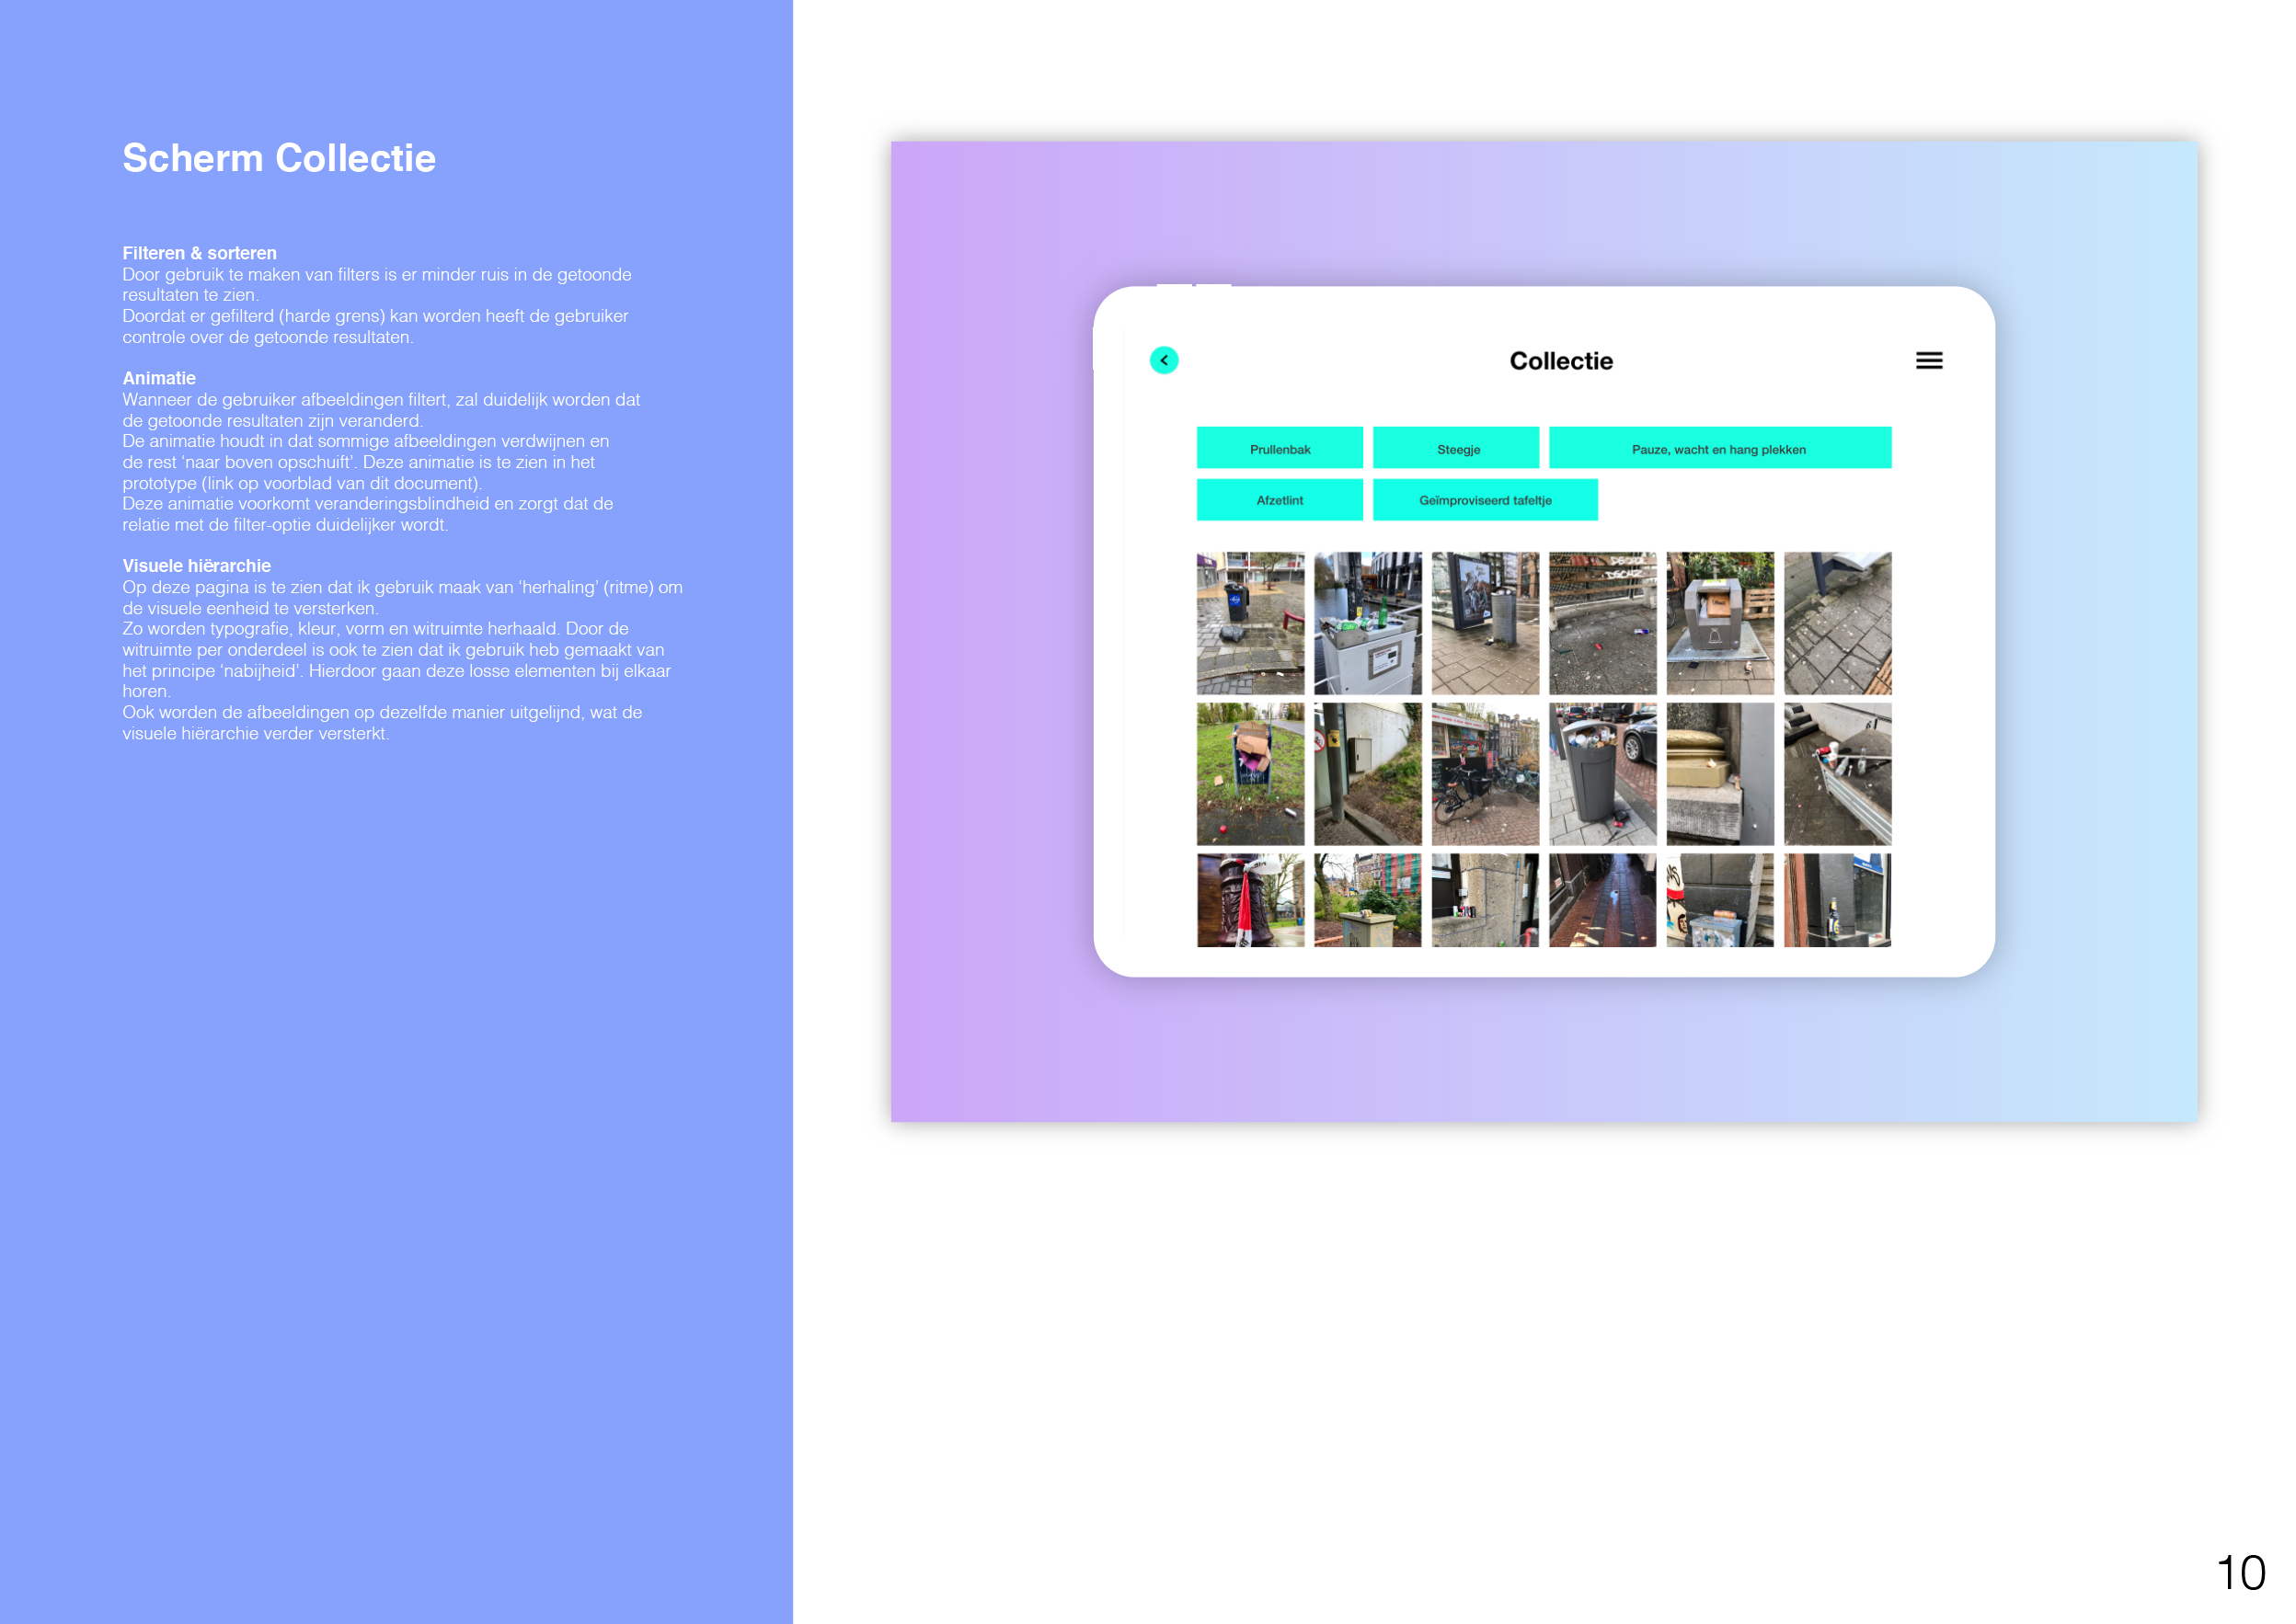 Scherm Collectie
Filteren & sorteren
Door gebruik te maken van filters is er minder ruis in de getoonde
resultaten te zien.
Doordat er gefilterd (harde grens) kan worden heeft de gebruiker
controle over de getoonde resultaten.
Animatie
Wanneer de gebruiker afbeeldingen filtert, zal duidelijk worden dat
de getoonde resultaten zijn veranderd.
De animatie houdt in dat sommige afbeeldingen verdwijnen en
de rest ‘naar boven opschuift’. Deze animatie is te zien in het
prototype (link op voorblad van dit document).
Deze animatie voorkomt veranderingsblindheid en zorgt dat de
relatie met de filter-optie duidelijker wordt.
Visuele hiërarchie
Op deze pagina is te zien dat ik gebruik maak van ‘herhaling’ (ritme) om
de visuele eenheid te versterken.
Zo worden typografie, kleur, vorm en witruimte herhaald. Door de
witruimte per onderdeel is ook te zien dat ik gebruik heb gemaakt van
het principe ‘nabijheid’. Hierdoor gaan deze losse elementen bij elkaar
horen.
Ook worden de afbeeldingen op dezelfde manier uitgelijnd, wat de
visuele hiërarchie verder versterkt.
Collectie
Prullenbak
Steegje
Pauze, wacht en hang plekken
Afzetlint
Geïmproviseerd tafeltje
10